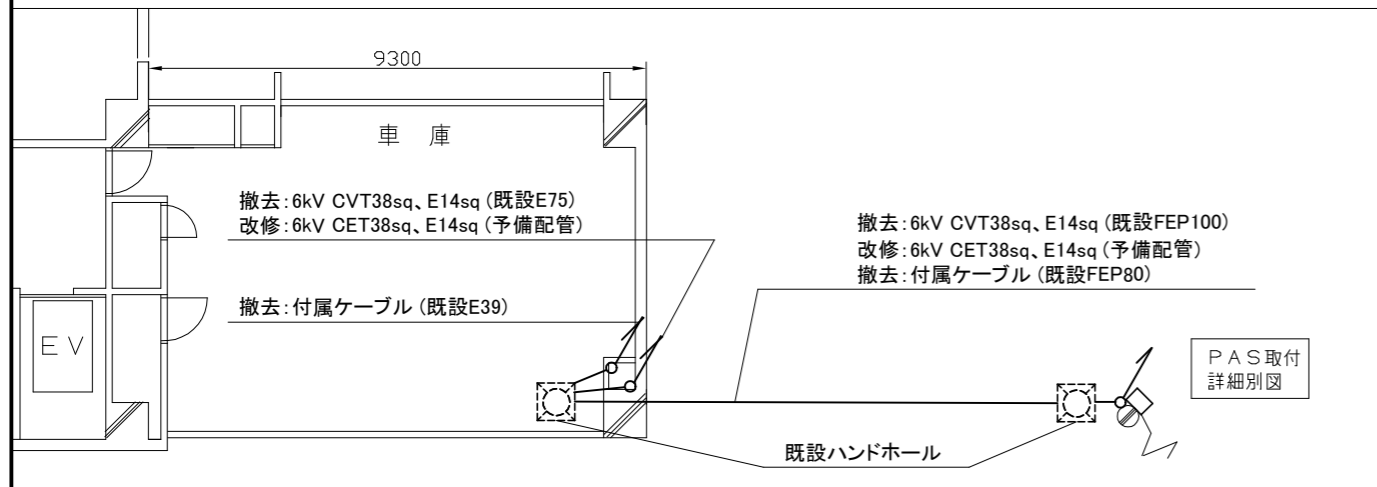 9300
車 庫
撤去：6kV CVT38sq、E14sq (既設E75)
改修：6kV CET38sq、E14sq (予備配管)
撤去：6kV CVT38sq、E14sq (既設FEP100)
改修：6kV CET38sq、E14sq (予備配管)
撤去：付属ケーブル (既設FEP80)
撤去：付属ケーブル (既設E39)
ＥＶ
ＰＡＳ取付
詳細別図
既設ハンドホール